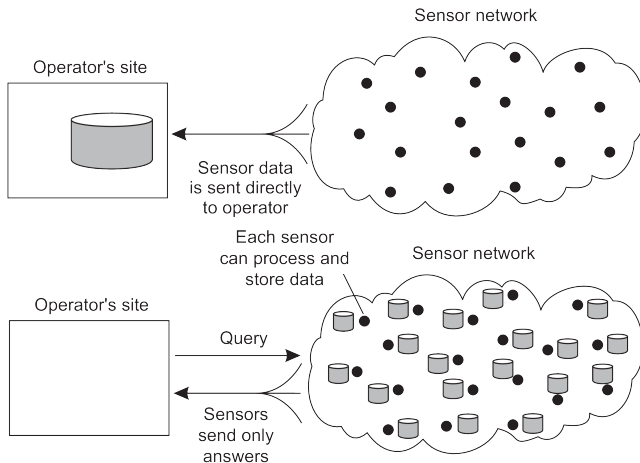 Sensor network
Operator's site
Sensor data
is sent directly
to operator
Each sensor
can process and
store data
Sensor network
Operator's site
Query
Sensors
send only
answers